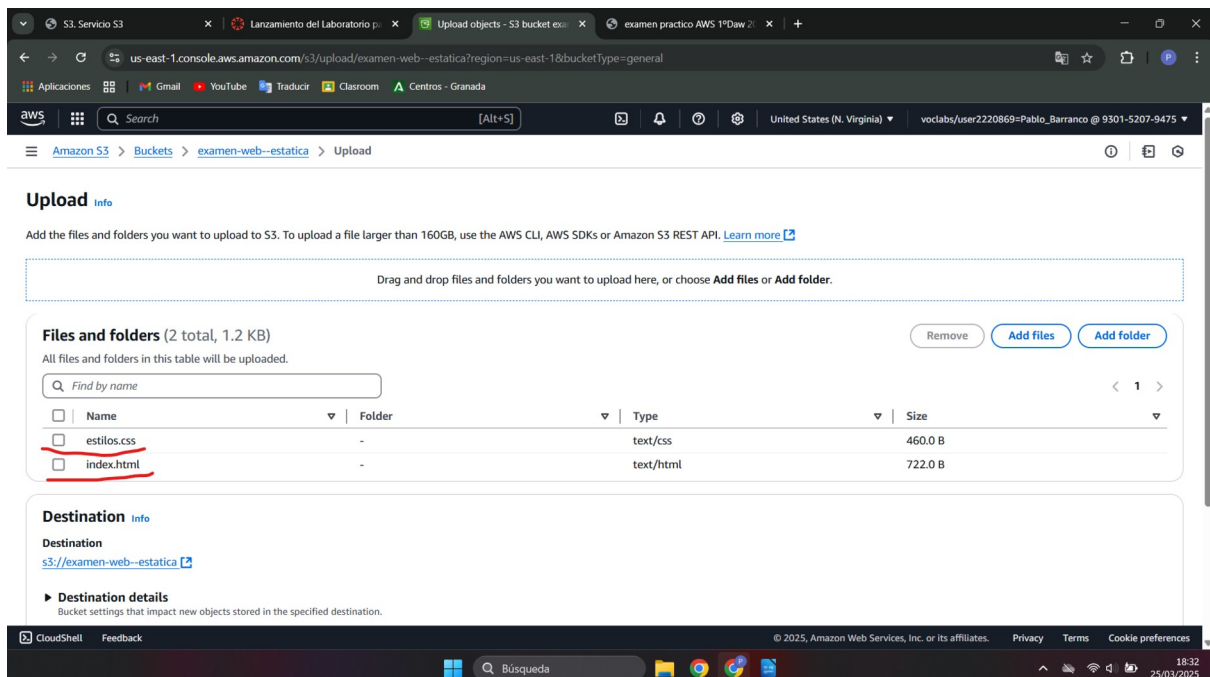 S3. Servicio S3
Lanzamiento del Laboratorio pa
Upload objects - S3 bucket exa
examen practico AWS 1ºDaw 2
us-east-1.console.aws.amazon.com/s3/upload/examen-web--estatica?region=us-east-1&bucketType=general
Aplicaciones Gmail YouTube Traducir Clasroom Centros - Granada
aws Search [Alt+S] United States (N. Virginia) voclabs/user2220869=Pablo_Barranco @ 9301-5207-9475
Amazon S3 > Buckets > examen-web--estatica > Upload
Upload Info
Add the files and folders you want to upload to S3. To upload a file larger than 160GB, use the AWS CLI, AWS SDKs or Amazon S3 REST API. Learn more
Drag and drop files and folders you want to upload here, or choose Add files or Add folder.
Files and folders (2 total, 1.2 KB) Remove Add files Add folder
All files and folders in this table will be uploaded.
Find by name < 1 >
Name Folder Type Size
estilos.css - text/css 460.0 B
index.html - text/html 722.0 B
Destination Info
Destination
s3://examen-web--estatica
Destination details
Bucket settings that impact new objects stored in the specified destination.
CloudShell Feedback © 2025, Amazon Web Services, Inc. or its affiliates. Privacy Terms Cookie preferences
Búsqueda 18:32
25/03/2025